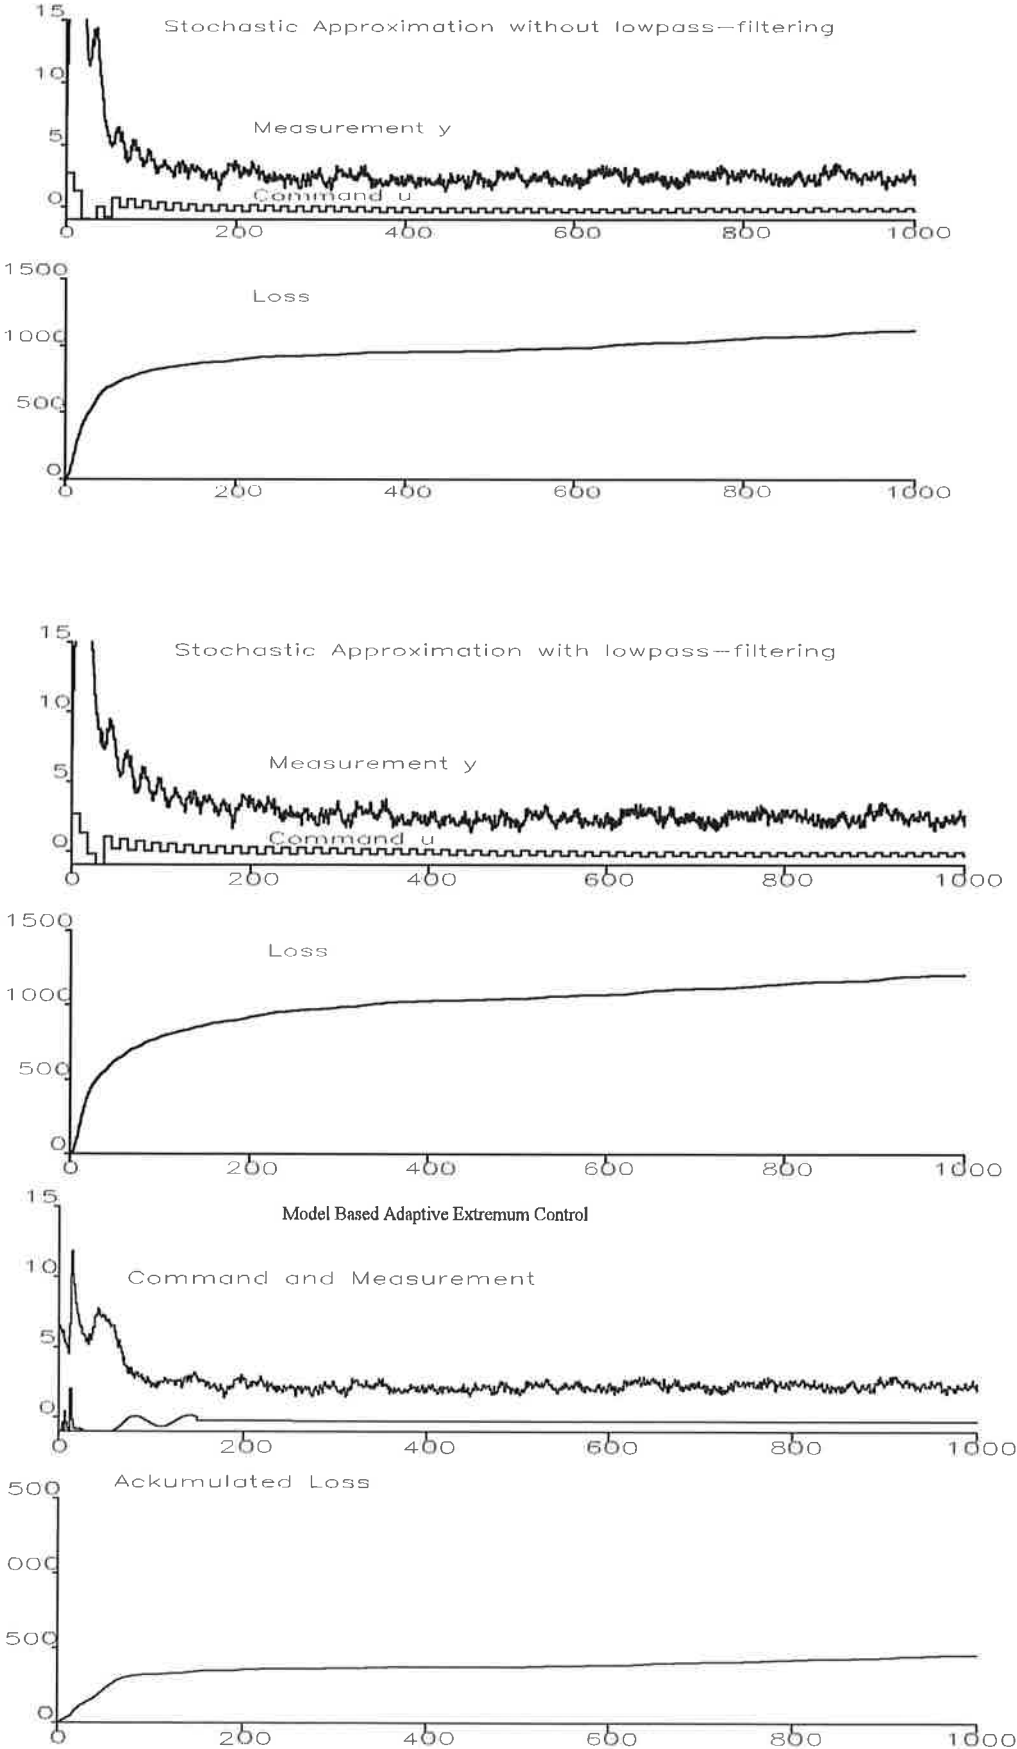 15
Stochastic Approximation without lowpass-filtering
10
Measurement y
5
Command u
0
0 200 400 600 800 1000
1500
Loss
1000
500
0
0 200 400 600 800 1000
15
Stochastic Approximation with lowpass-filtering
10
Measurement y
5
Command u
0
0 200 400 600 800 1000
1500
Loss
1000
500
0
0 200 400 600 800 1000
15
Model Based Adaptive Extremum Control
10
Command and Measurement
5
0
0 200 400 600 800 1000
Ackumulated Loss
500
000
500
0
0 200 400 600 800 1000